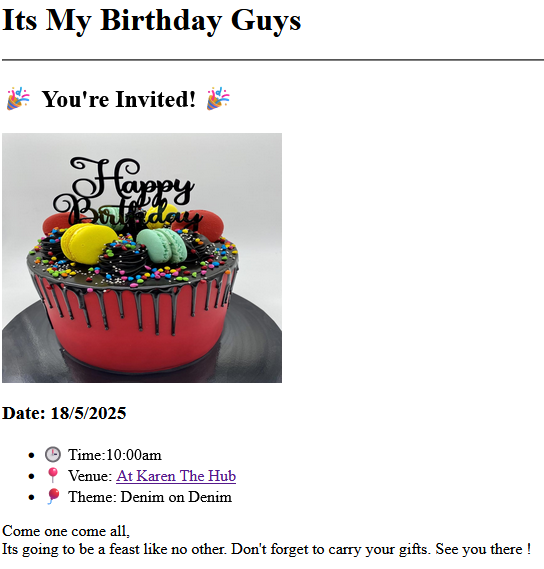 Its My Birthday Guys
🎉 You're Invited! 🎉
Happy
Birthday
Date: 18/5/2025
• 🕒 Time:10:00am
• 📍 Venue: At Karen The Hub
• 🎈 Theme: Denim on Denim
Come one come all,
Its going to be a feast like no other. Don't forget to carry your gifts. See you there !